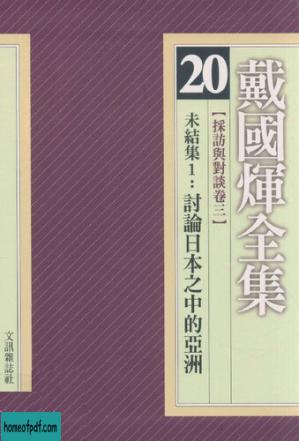 戴國煇全集
20
【採訪與對談卷三】
未結集1：討論日本之中的亞洲
文訊雜誌社
homeofpdf.com